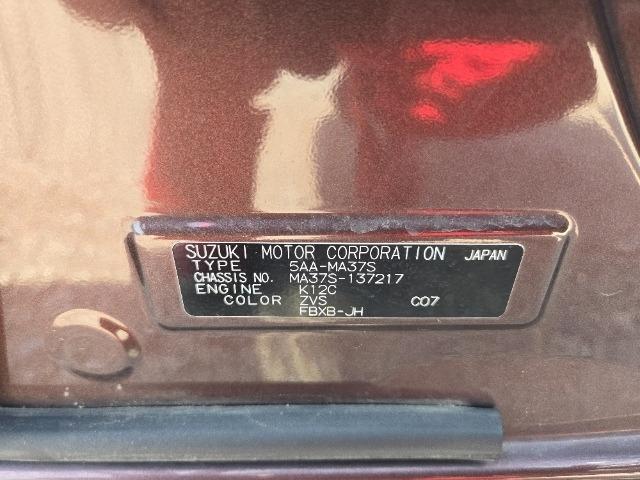 SUZUKI MOTOR CORPORATION JAPAN
TYPE 5AA-MA37S
CHASSIS NO. MA37S-137217
ENGINE K12C
COLOR ZVS C07
FBXB-JH